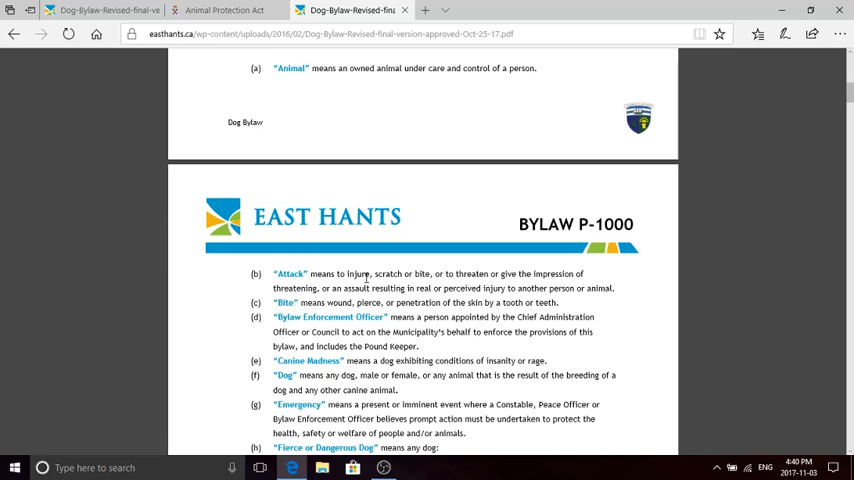 Dog-Bylaw-Revised-final-ve
Animal Protection Act
Dog-Bylaw-Revised-fina
easthants.ca/wp-content/uploads/2016/02/Dog-Bylaw-Revised-final-version-approved-Oct-25-17.pdf
(a) “Animal” means an owned animal under care and control of a person.
Dog Bylaw
EAST HANTS
BYLAW P-1000
(b) “Attack” means to injure, scratch or bite, or to threaten or give the impression of
threatening, or an assault resulting in real or perceived injury to another person or animal.
(c) “Bite” means wound, pierce, or penetration of the skin by a tooth or teeth.
(d) “Bylaw Enforcement Officer” means a person appointed by the Chief Administration
Officer or Council to act on the Municipality’s behalf to enforce the provisions of this
bylaw, and includes the Pound Keeper.
(e) “Canine Madness” means a dog exhibiting conditions of insanity or rage.
(f) “Dog” means any dog, male or female, or any animal that is the result of the breeding of a
dog and any other canine animal.
(g) “Emergency” means a present or imminent event where a Constable, Peace Officer or
Bylaw Enforcement Officer believes prompt action must be undertaken to protect the
health, safety or welfare of people and/or animals.
(h) “Fierce or Dangerous Dog” means any dog:
Type here to search
ENG
4:40 PM
2017-11-03